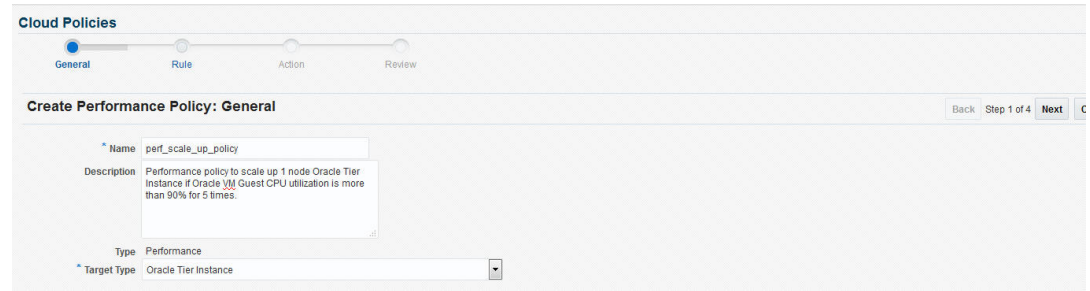 Cloud Policies
General Rule Action Review
Create Performance Policy: General
Back Step 1 of 4 Next
* Name perf_scale_up_policy
Description Performance policy to scale up 1 node Oracle Tier
Instance if Oracle VM Guest CPU utilization is more
than 90% for 5 times.
Type Performance
* Target Type Oracle Tier Instance